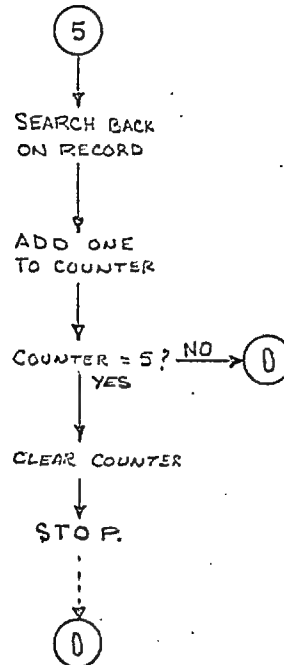 5
SEARCH BACK
ON RECORD
ADD ONE
TO COUNTER
COUNTER = 5? NO 0
YES
CLEAR COUNTER
STOP.
0